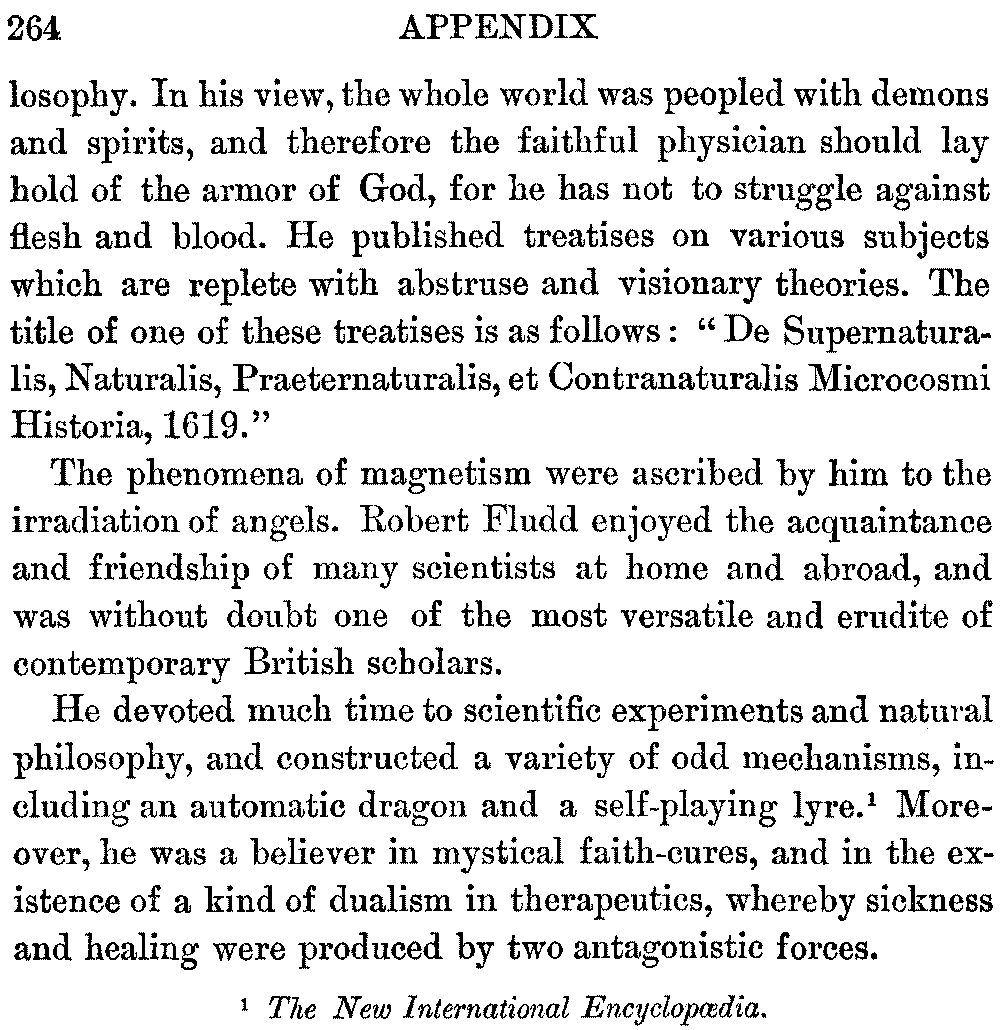 264 APPENDIX
losophy. In his view, the whole world was peopled with demons
and spirits, and therefore the faithful physician should lay
hold of the armor of God, for he has not to struggle against
flesh and blood. He published treatises on various subjects
which are replete with abstruse and visionary theories. The
title of one of these treatises is as follows: “De Supernatura-
lis, Naturalis, Praeternaturalis, et Contranaturalis Microcosmi
Historia, 1619.”
The phenomena of magnetism were ascribed by him to the
irradiation of angels. Robert Fludd enjoyed the acquaintance
and friendship of many scientists at home and abroad, and
was without doubt one of the most versatile and erudite of
contemporary British scholars.
He devoted much time to scientific experiments and natural
philosophy, and constructed a variety of odd mechanisms, in-
cluding an automatic dragon and a self-playing lyre.¹ More-
over, he was a believer in mystical faith-cures, and in the ex-
istence of a kind of dualism in therapeutics, whereby sickness
and healing were produced by two antagonistic forces.
¹ The New International Encyclopædia.